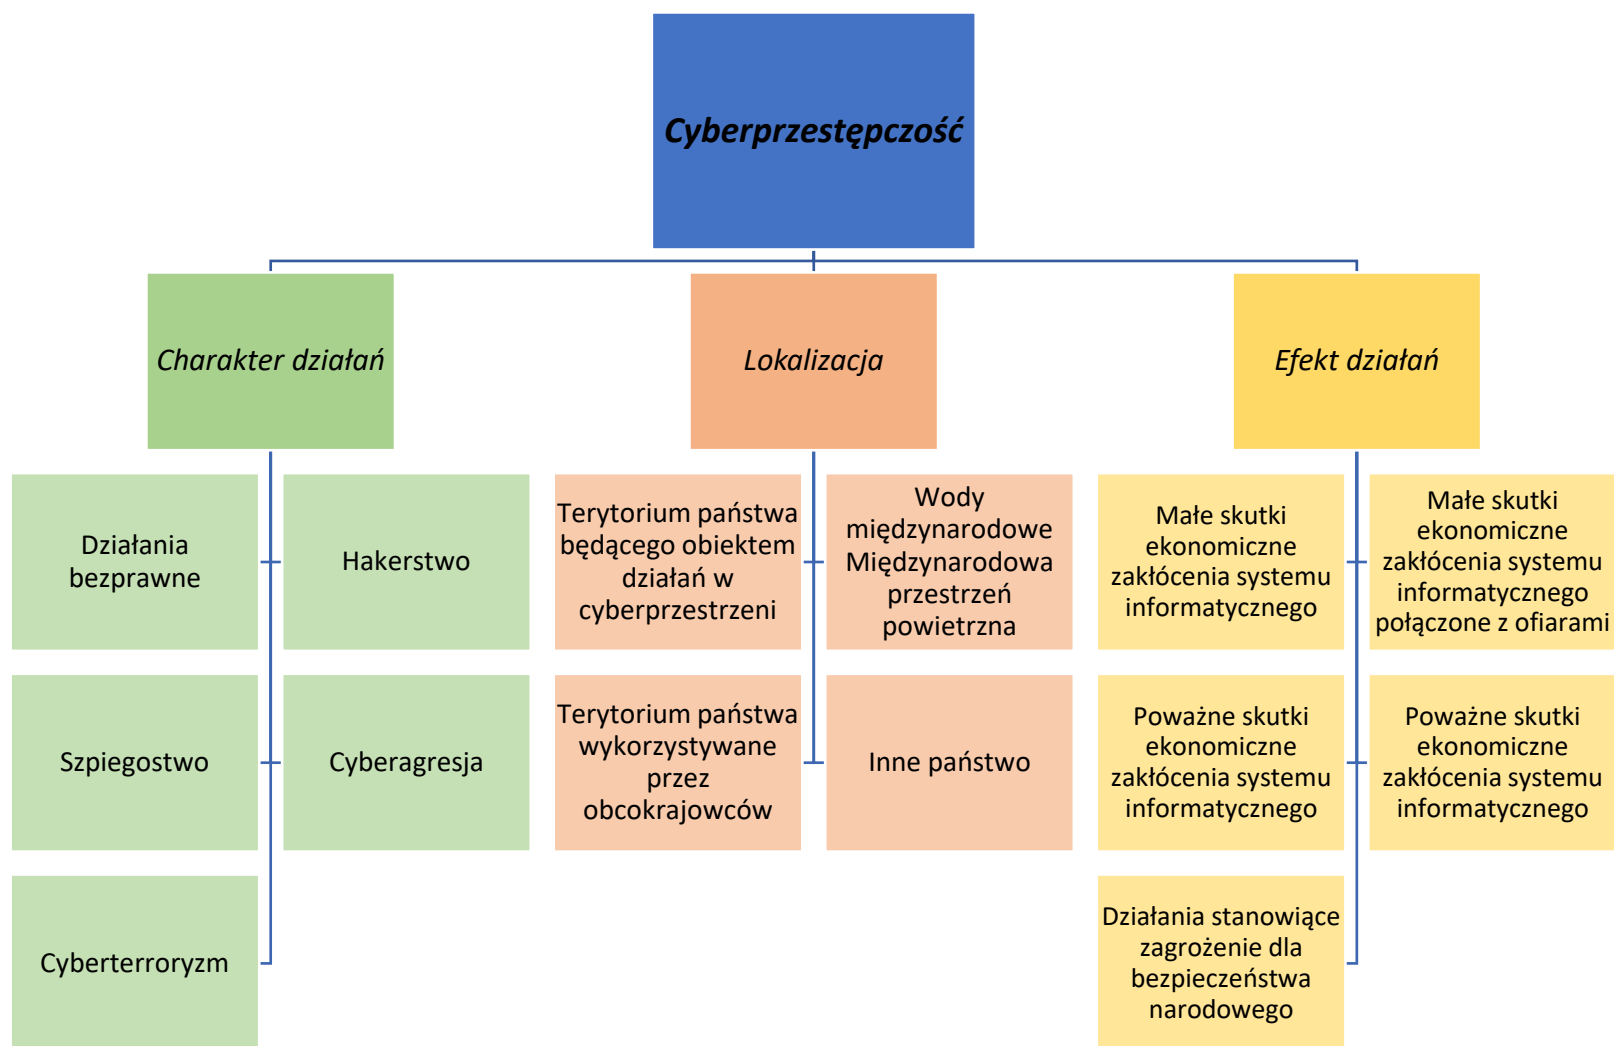 Cyberprzestępczość
Charakter działań
Lokalizacja
Efekt działań
Działania
bezprawne
Hakerstwo
Szpiegostwo
Cyberagresja
Cyberterroryzm
Terytorium państwa
będącego obiektem
działań w
cyberprzestrzeni
Wody
międzynarodowe
Międzynarodowa
przestrzeń
powietrzna
Terytorium państwa
wykorzystywane
przez
obcokrajowców
Inne państwo
Małe skutki
ekonomiczne
zakłócenia systemu
informatycznego
Małe skutki
ekonomiczne
zakłócenia systemu
informatycznego
połączone z ofiarami
Poważne skutki
ekonomiczne
zakłócenia systemu
informatycznego
Poważne skutki
ekonomiczne
zakłócenia systemu
informatycznego
Działania stanowiące
zagrożenie dla
bezpieczeństwa
narodowego